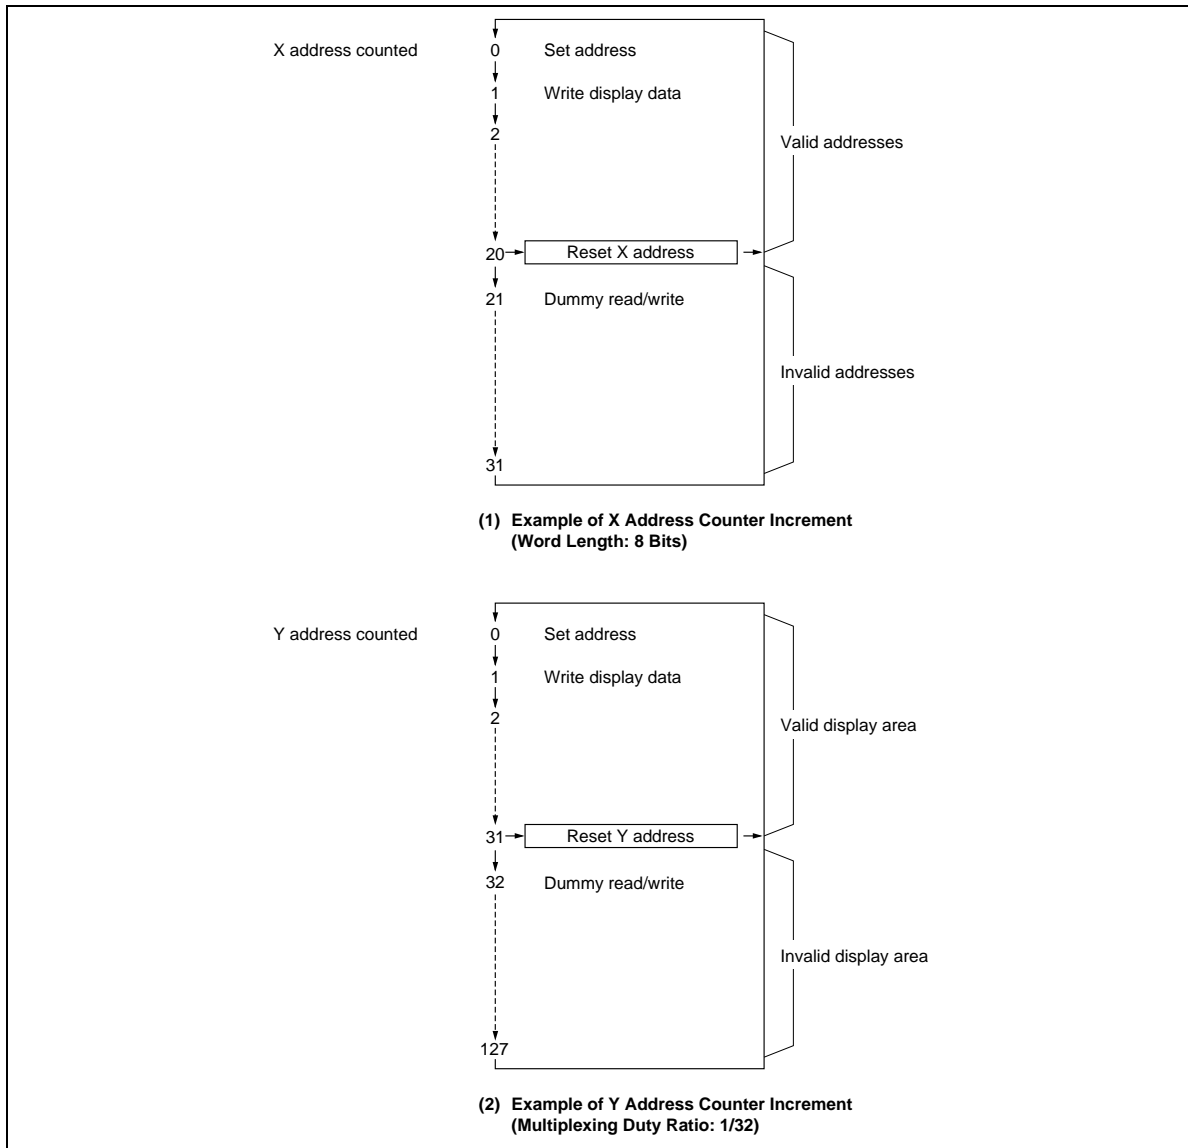 X address counted 0 Set address
1 Write display data
2
Valid addresses
20 Reset X address
21 Dummy read/write
Invalid addresses
31
(1) Example of X Address Counter Increment
(Word Length: 8 Bits)
Y address counted 0 Set address
1 Write display data
2
Valid display area
31 Reset Y address
32 Dummy read/write
Invalid display area
127
(2) Example of Y Address Counter Increment
(Multiplexing Duty Ratio: 1/32)